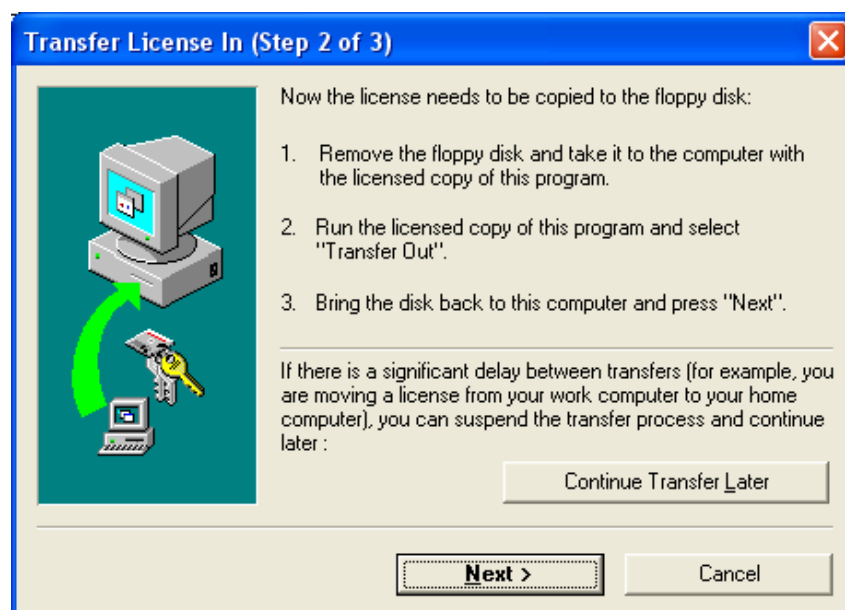 Transfer License In (Step 2 of 3)
Now the license needs to be copied to the floppy disk:
1. Remove the floppy disk and take it to the computer with
the licensed copy of this program.
2. Run the licensed copy of this program and select
"Transfer Out".
3. Bring the disk back to this computer and press "Next".
If there is a significant delay between transfers (for example, you
are moving a license from your work computer to your home
computer), you can suspend the transfer process and continue
later :
Continue Transfer Later
Next >
Cancel